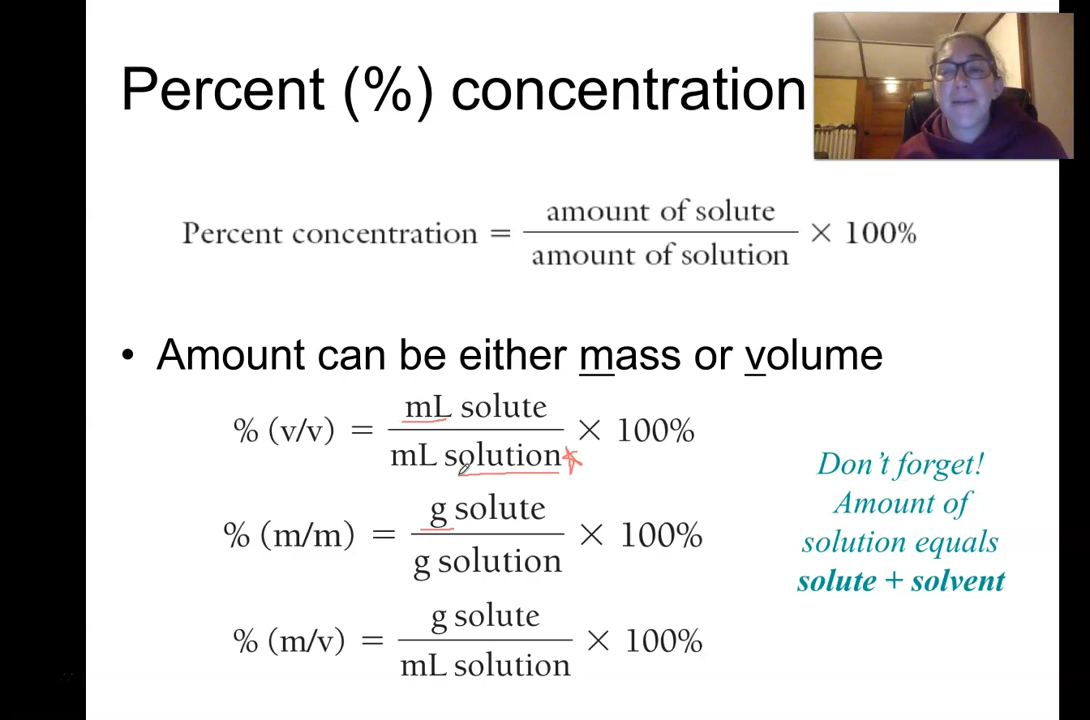 Percent (%) concentration
Percent concentration = amount of solute / amount of solution × 100%
• Amount can be either mass or volume
% (v/v) = mL solute / mL solution × 100%
% (m/m) = g solute / g solution × 100%
% (m/v) = g solute / mL solution × 100%
Don't forget!
Amount of
solution equals
solute + solvent